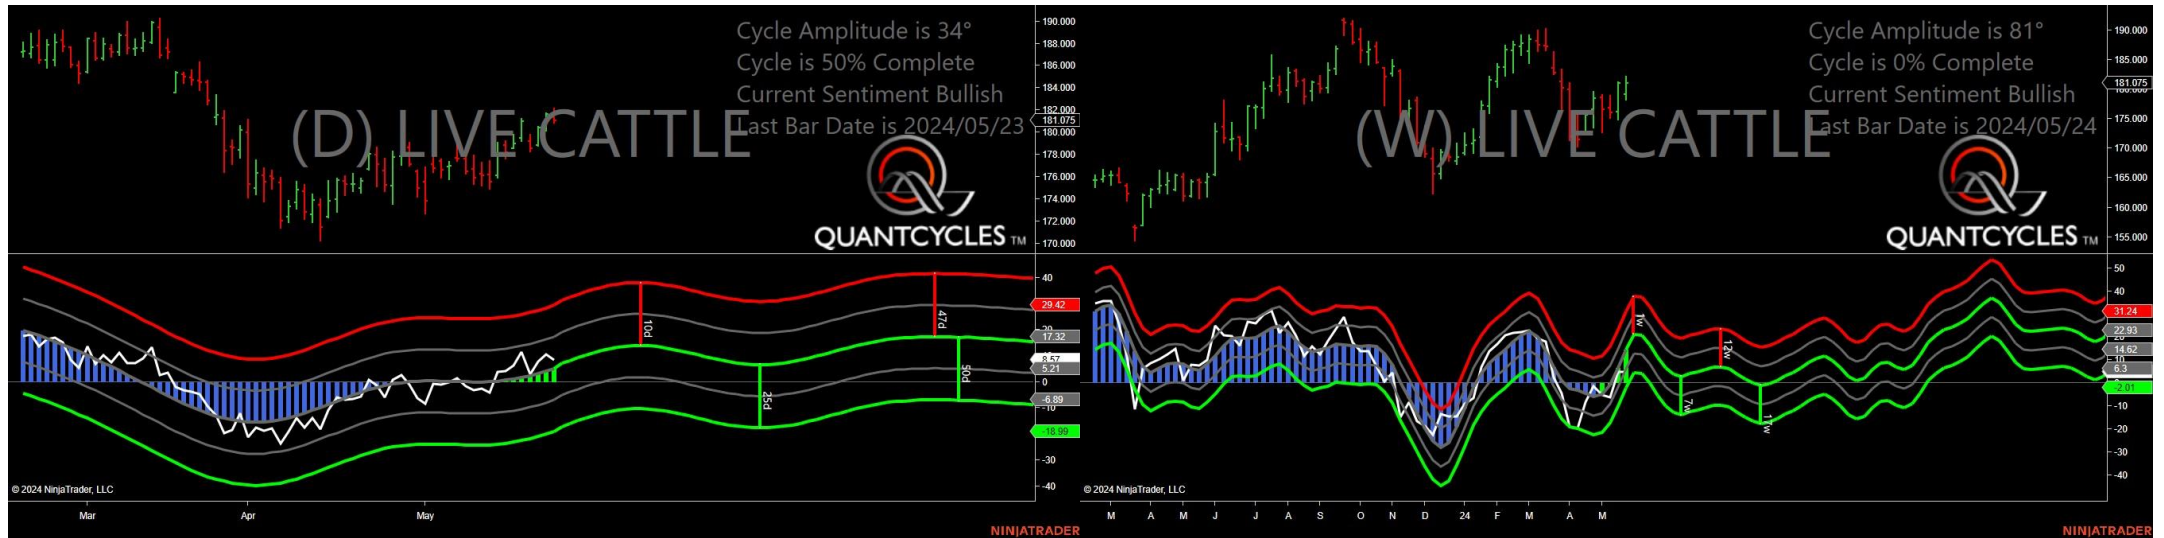 Cycle Amplitude is 34°
Cycle is 50% Complete
Current Sentiment Bullish
Last Bar Date is 2024/05/23
(D) LIVE CATTLE
QUANTCYCLES TM
190.000
188.000
186.000
184.000
182.000
181.075
180.000
178.000
176.000
174.000
172.000
170.000
10d
25d
47d
50d
40
29.42
20
17.32
8.57
5.21
0
-6.89
-10
-18.99
-30
-40
© 2024 NinjaTrader, LLC
Mar
Apr
May
NINJATRADER
Cycle Amplitude is 81°
Cycle is 0% Complete
Current Sentiment Bullish
Last Bar Date is 2024/05/24
(W) LIVE CATTLE
QUANTCYCLES TM
190.000
185.000
181.075
180.000
175.000
170.000
165.000
160.000
155.000
1w
7w
12w
17w
50
40
31.24
22.93
20
14.62
10
6.3
-2.01
-10
-20
-30
-40
© 2024 NinjaTrader, LLC
M A M J J A S O N D 24 F M A M
NINJATRADER